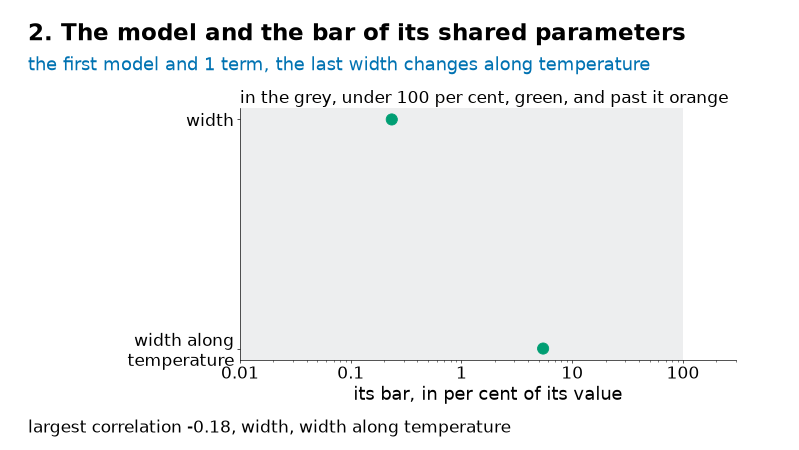 2. The model and the bar of its shared parameters
the first model and 1 term, the last width changes along temperature
in the grey, under 100 per cent, green, and past it orange
width
width along
temperature
0.01 0.1 1 10 100
its bar, in per cent of its value
largest correlation -0.18, width, width along temperature